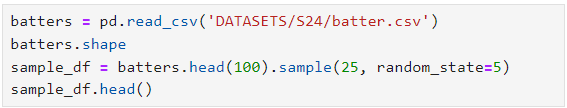 batters = pd.read_csv('DATASETS/S24/batter.csv')
batters.shape
sample_df = batters.head(100).sample(25, random_state=5)
sample_df.head()